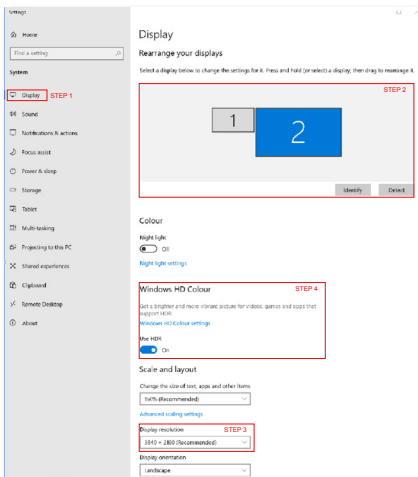 Settings
Home
Find a setting
System
Display
STEP 1
Sound
Notifications & actions
Focus assist
Power & sleep
Storage
Tablet
Multi-tasking
Projecting to this PC
Shared experiences
Clipboard
Remote Desktop
About
Display
Rearrange your displays
Select a display below to change the settings for it. Press and hold (or select) a display, then drag to rearrange it.
STEP 2
1
2
Identify
Detect
Colour
Night light
Off
Night light settings
Windows HD Colour
STEP 4
Get a brighter and more vibrant picture for videos, games and apps that
support HDR.
Windows HD Colour settings
Use HDR
On
Scale and layout
Change the size of text, apps and other items
150% (Recommended)
Advanced scaling settings
Display resolution
STEP 3
3840 × 2160 (Recommended)
Display orientation
Landscape